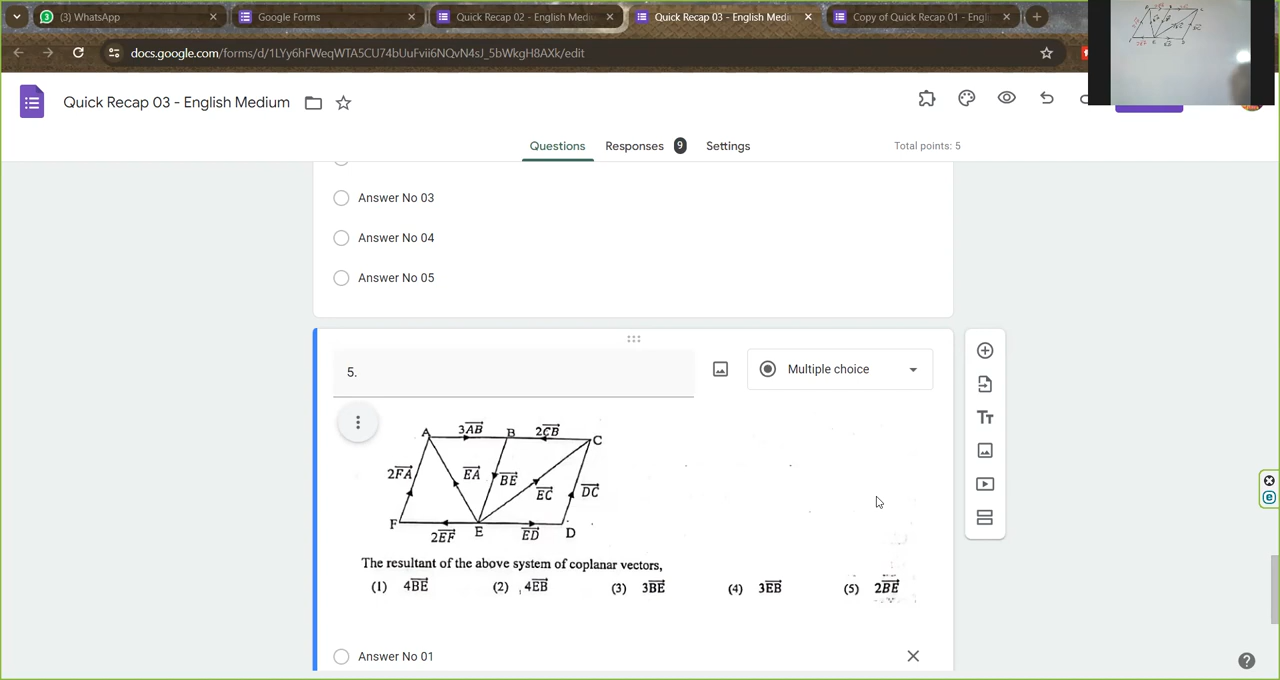 (3) WhatsApp
Google Forms
Quick Recap 02 - English Medi
Quick Recap 03 - English Medi
Copy of Quick Recap 01 - Engl
docs.google.com/forms/d/1LYy6hFWeqWTA5CU74bUuFvii6NQvN4sJ_5bWkgH8AXk/edit
Quick Recap 03 - English Medium
Questions
Responses 9
Settings
Total points: 5
Answer No 03
Answer No 04
Answer No 05
5.
Multiple choice
A 3AB B 2CB C
2FA EA BE EC DC
F 2EF E ED D
The resultant of the above system of coplanar vectors,
(1) 4BE (2) 4EB (3) 3BE (4) 3EB (5) 2BE
Answer No 01